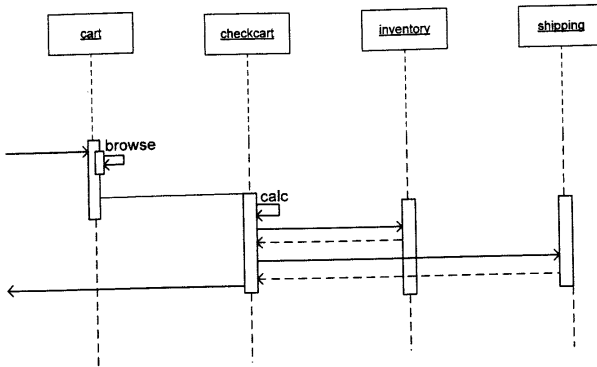 cart
checkcart
inventory
shipping
browse
calc